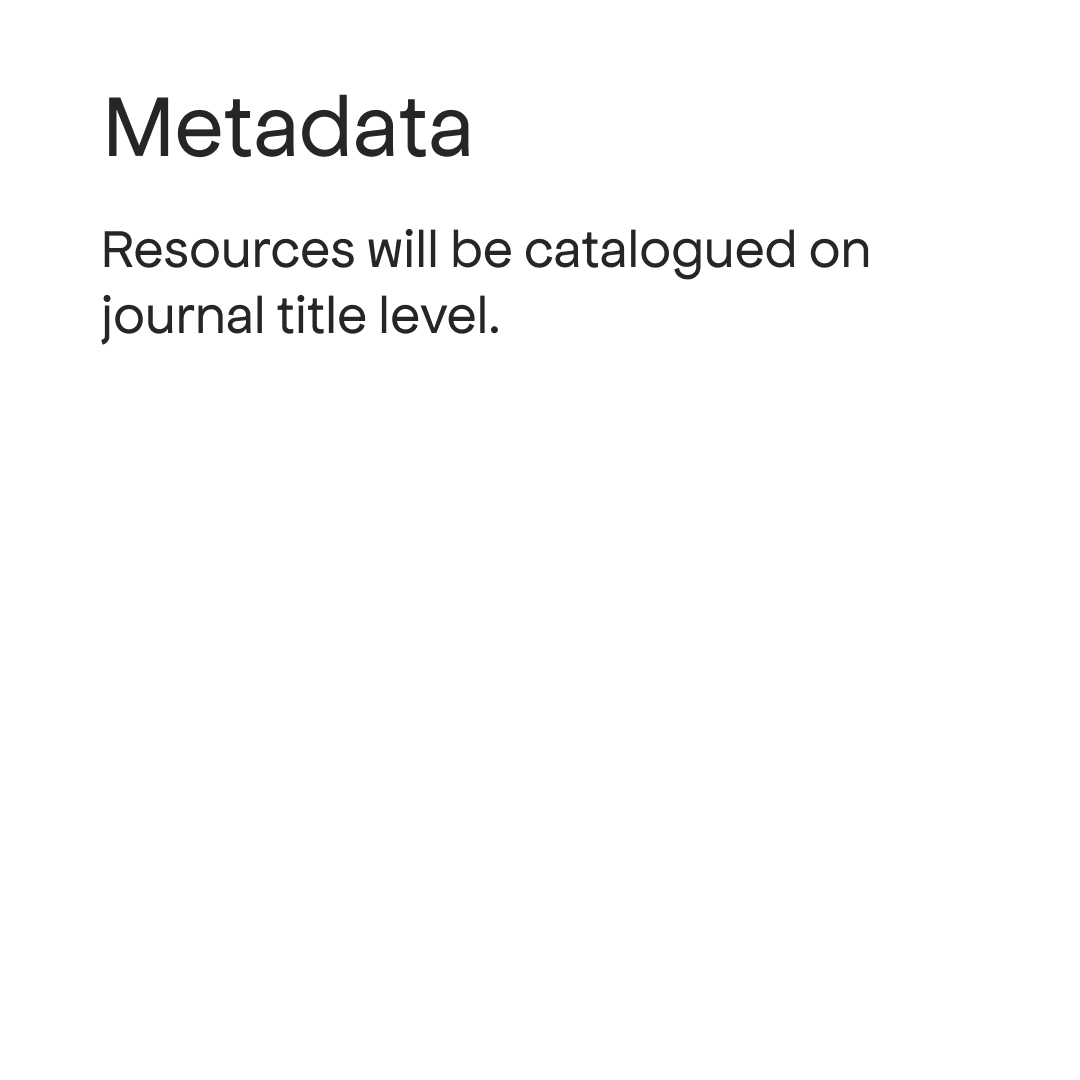 Metadata
Resources will be catalogued on
journal title level.